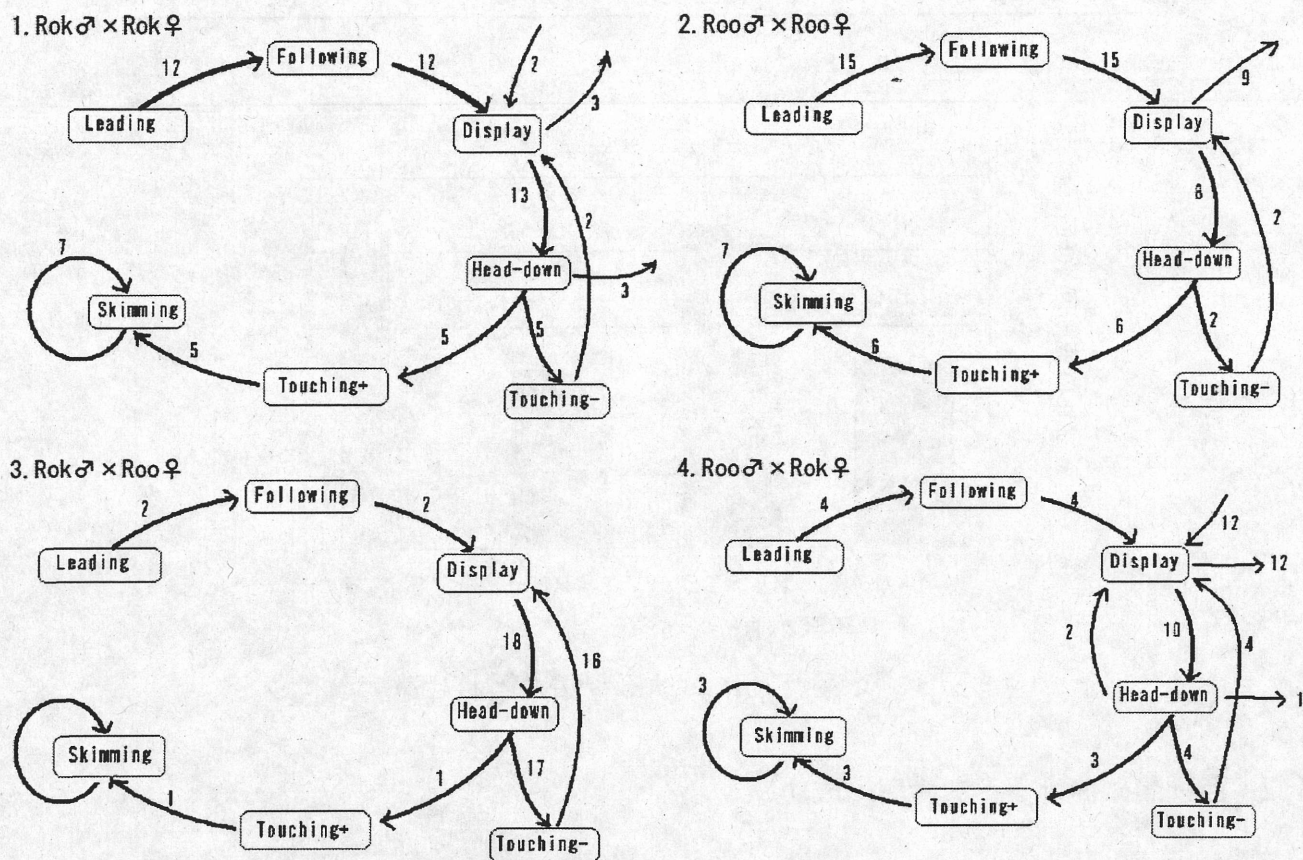 1. Rok♂ × Rok♀
12
Following
12
2
3
Leading
Display
13
2
7
Head-down
3
Skimming
5
5
5
Touching+
Touching-
2. Roo♂ × Roo♀
15
Following
15
9
Leading
Display
8
2
7
Head-down
Skimming
6
2
6
Touching+
Touching-
3. Rok♂ × Roo♀
2
Following
2
Leading
Display
18
16
Head-down
Skimming
1
17
1
Touching+
Touching-
4. Roo♂ × Rok♀
4
Following
4
12
Leading
Display
12
2
10
4
3
Head-down
1
Skimming
3
4
3
Touching+
Touching-